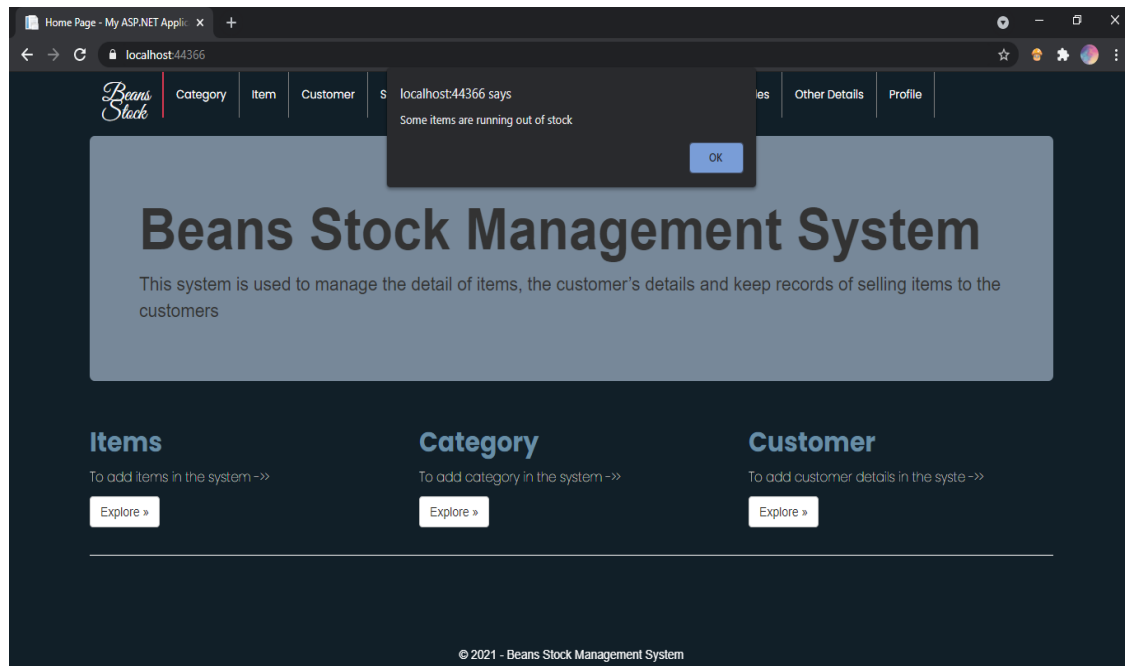 Home Page - My ASP.NET Applic
localhost:44366
Beans
Stock
Category
Item
Customer
Other Details
Profile
localhost:44366 says
Some items are running out of stock
OK
Beans Stock Management System
This system is used to manage the detail of items, the customer's details and keep records of selling items to the
customers
Items
Category
Customer
To add items in the system ->>
To add category in the system ->>
To add customer details in the syste ->>
Explore »
Explore »
Explore »
© 2021 - Beans Stock Management System